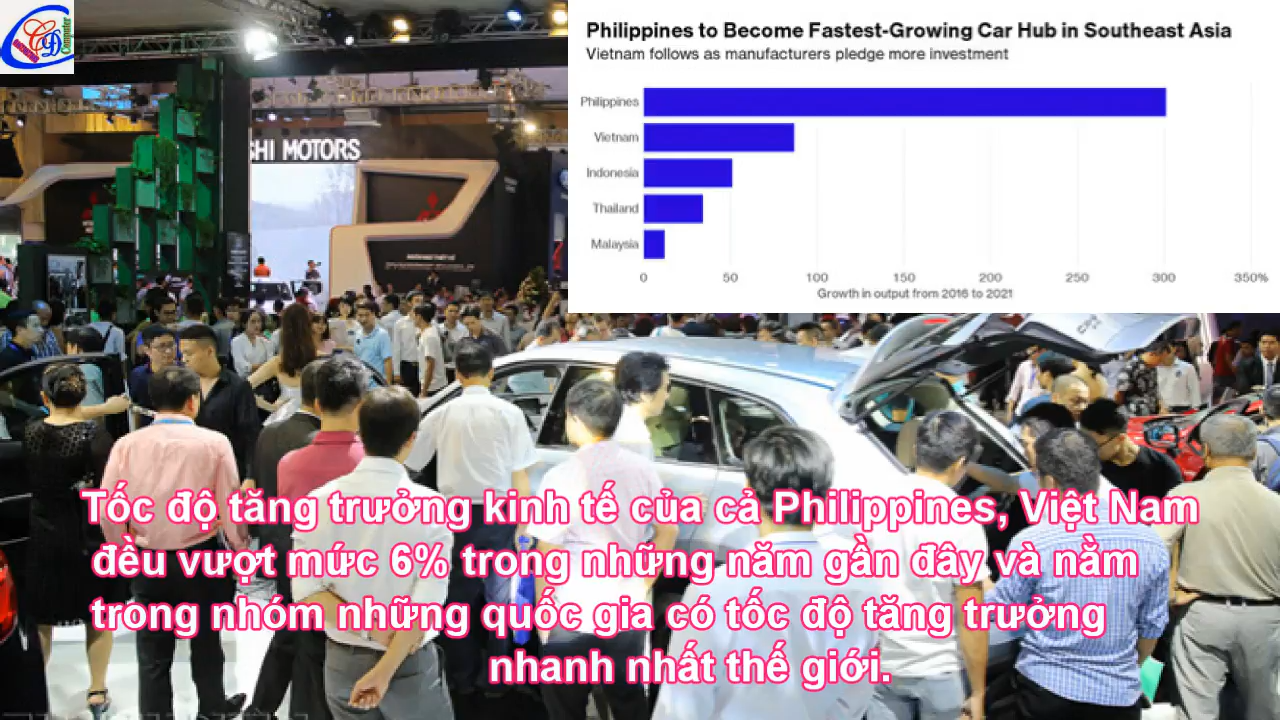 Philippines to Become Fastest-Growing Car Hub in Southeast Asia
Vietnam follows as manufacturers pledge more investment
Philippines
Vietnam
Indonesia
Thailand
Malaysia
0 50 100 150 200 250 300 350%
Growth in output from 2016 to 2021
Computer
SHI MOTORS
Tốc độ tăng trưởng kinh tế của cả Philippines, Việt Nam
đều vượt mức 6% trong những năm gần đây và nằm
trong nhóm những quốc gia có tốc độ tăng trưởng
nhanh nhất thế giới.